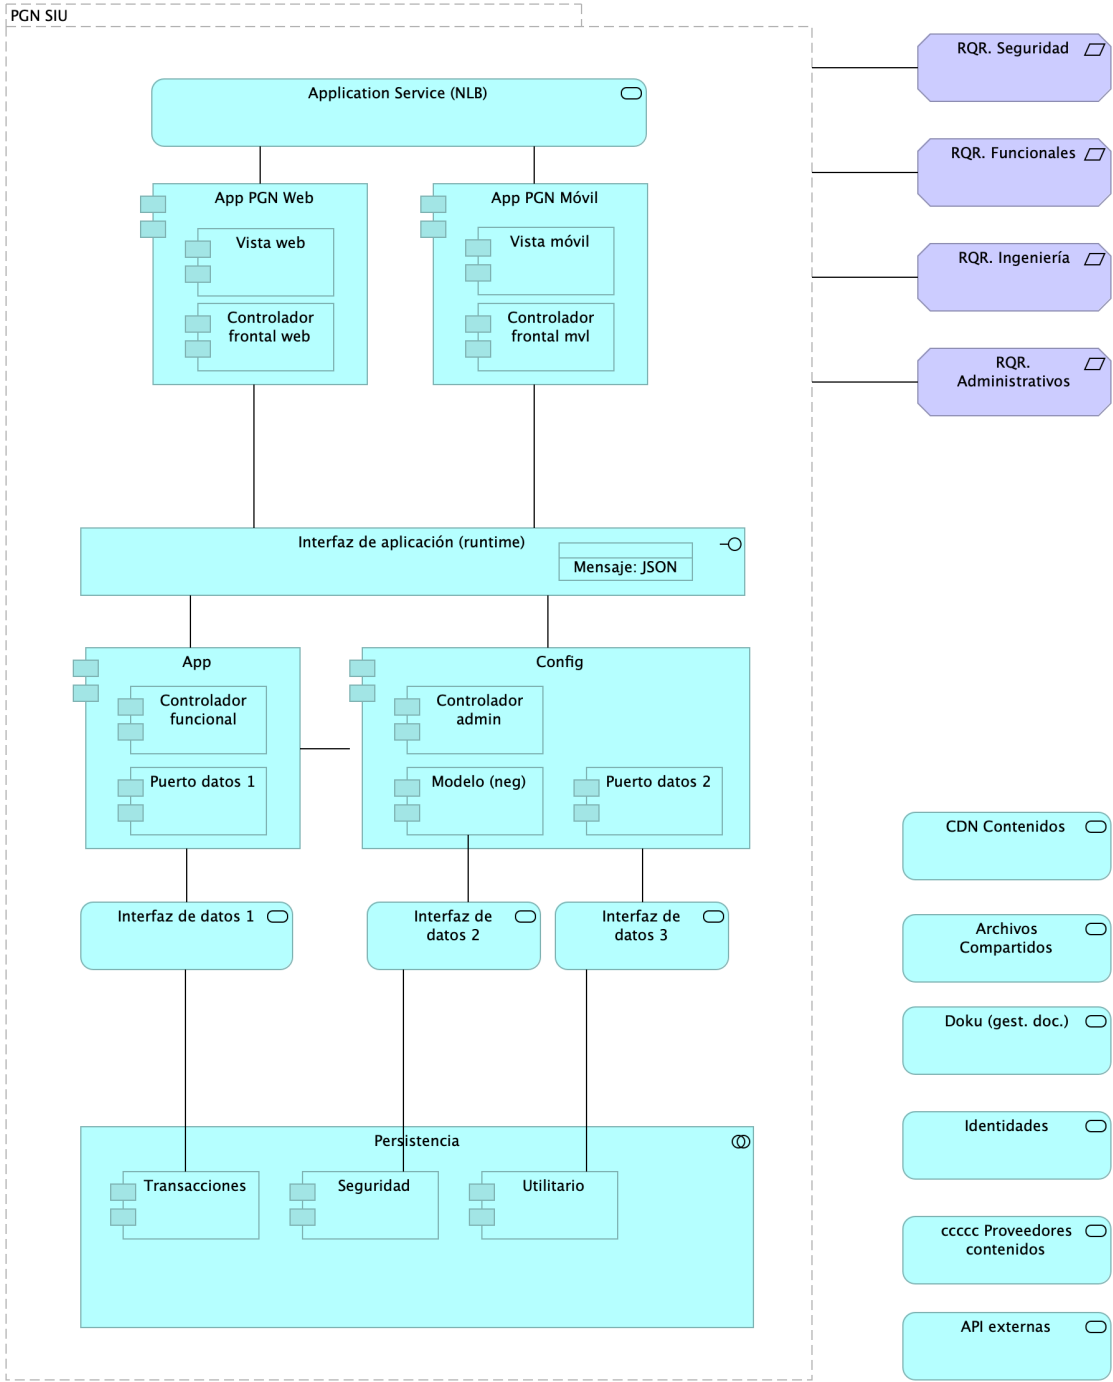 PGN SIU
Application Service (NLB)
App PGN Web
Vista web
Controlador
frontal web
App PGN Móvil
Vista móvil
Controlador
frontal mvl
Interfaz de aplicación (runtime)
Mensaje: JSON
App
Controlador
funcional
Puerto datos 1
Config
Controlador
admin
Modelo (neg)
Puerto datos 2
Interfaz de datos 1
Interfaz de
datos 2
Interfaz de
datos 3
Persistencia
Transacciones
Seguridad
Utilitario
RQR. Seguridad
RQR. Funcionales
RQR. Ingeniería
RQR.
Administrativos
CDN Contenidos
Archivos
Compartidos
Doku (gest. doc.)
Identidades
ccccc Proveedores
contenidos
API externas